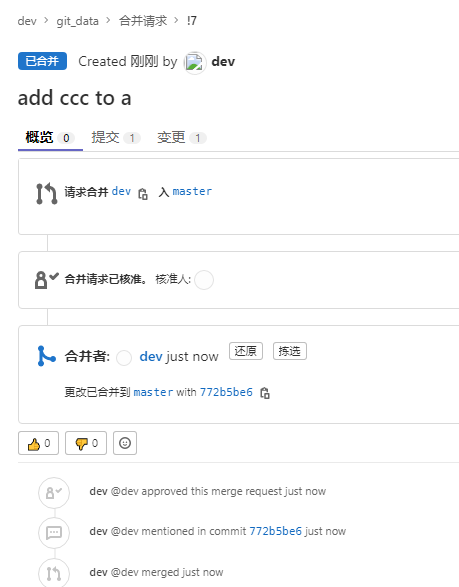 dev > git_data > 合并请求 > !7
已合并 Created 刚刚 by dev
add ccc to a
概览 0 提交 1 变更 1
请求合并 dev 入 master
合并请求已核准。 核准人:
合并者: dev just now 还原 拣选
更改已合并到 master with 772b5be6
0 0
dev @dev approved this merge request just now
dev @dev mentioned in commit 772b5be6 just now
dev @dev merged just now